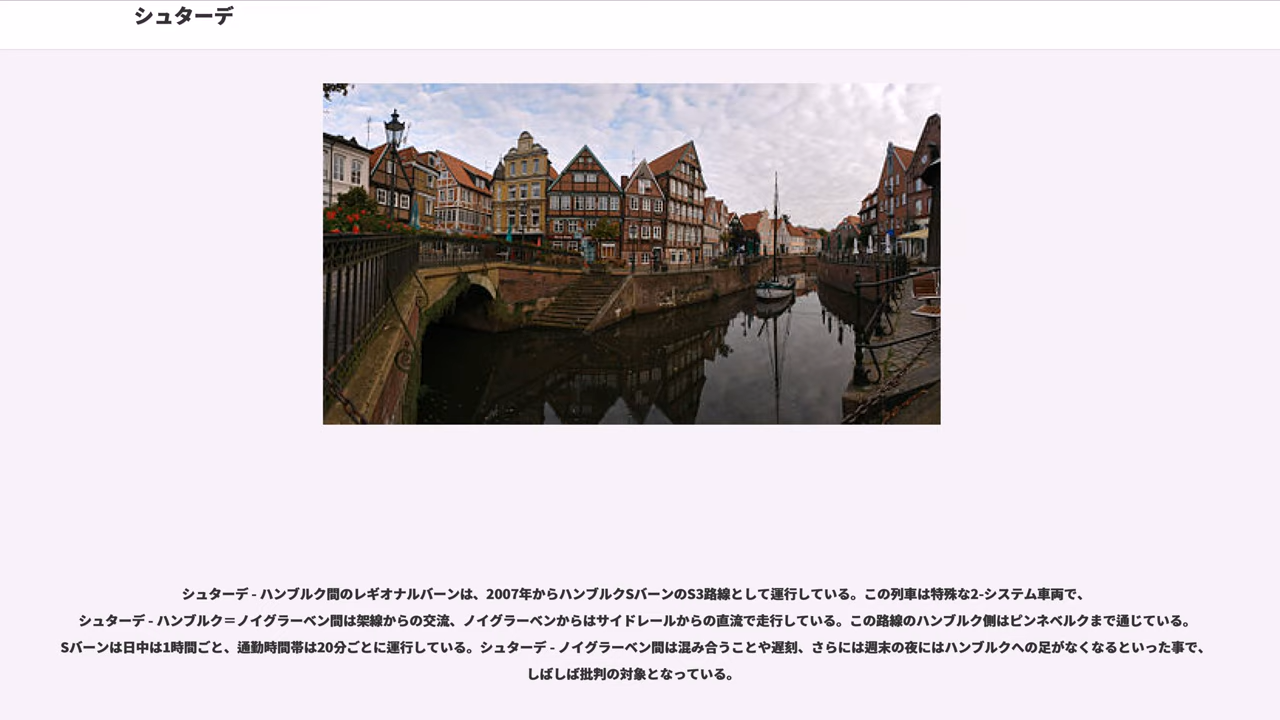 シュターデ
シュターデ - ハンブルク間のレギオナルバーンは、2007年からハンブルクSバーンのS3路線として運行している。この列車は特殊な2-システム車両で、
シュターデ - ハンブルク＝ノイグラーベン間は架線からの交流、ノイグラーベンからはサイドレールからの直流で走行している。この路線のハンブルク側はピンネベルクまで通じている。
Sバーンは日中は1時間ごと、通勤時間帯は20分ごとに運行している。シュターデ - ノイグラーベン間は混み合うことや遅刻、さらには週末の夜にはハンブルクへの足がなくなるといった事で、
しばしば批判の対象となっている。